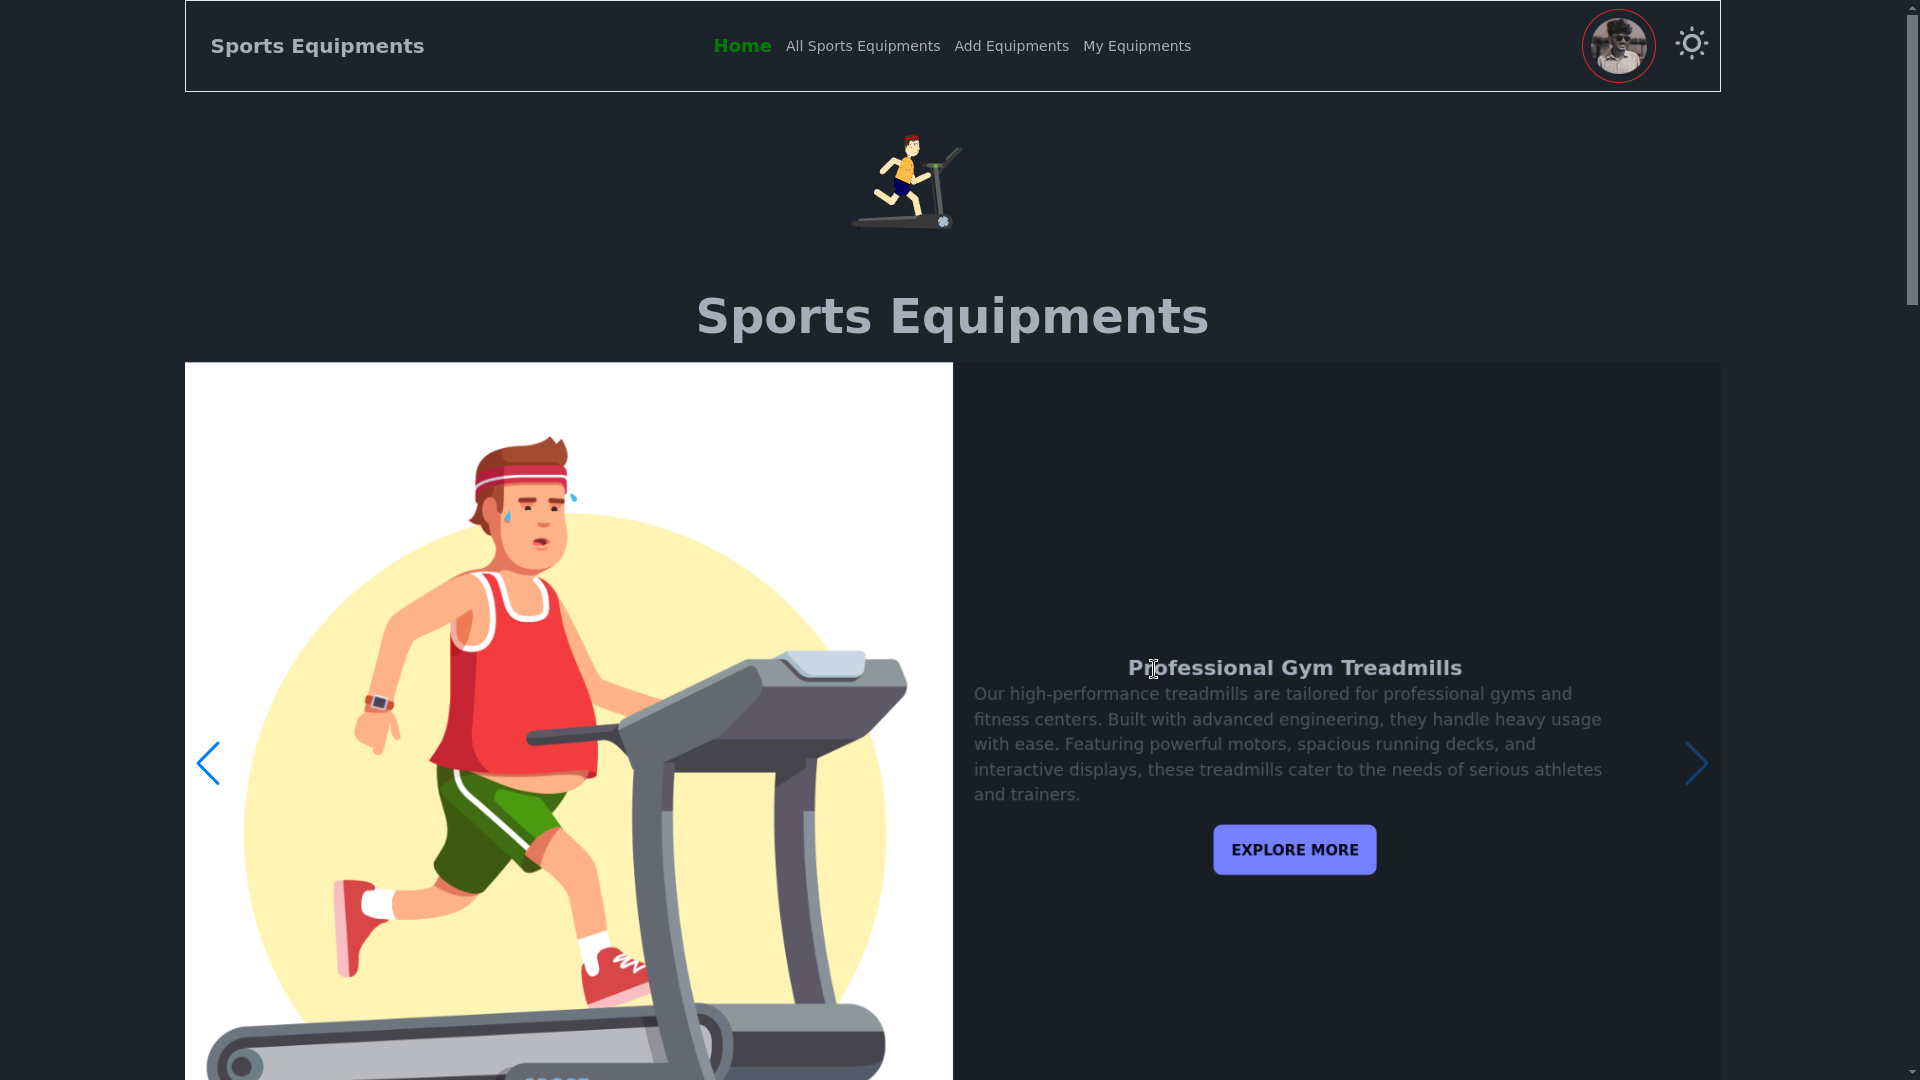 Sports Equipments
Home
All Sports Equipments
Add Equipments
My Equipments
Sports Equipments
Professional Gym Treadmills
Our high-performance treadmills are tailored for professional gyms and
fitness centers. Built with advanced engineering, they handle heavy usage
with ease. Featuring powerful motors, spacious running decks, and
interactive displays, these treadmills cater to the needs of serious athletes
and trainers.
EXPLORE MORE